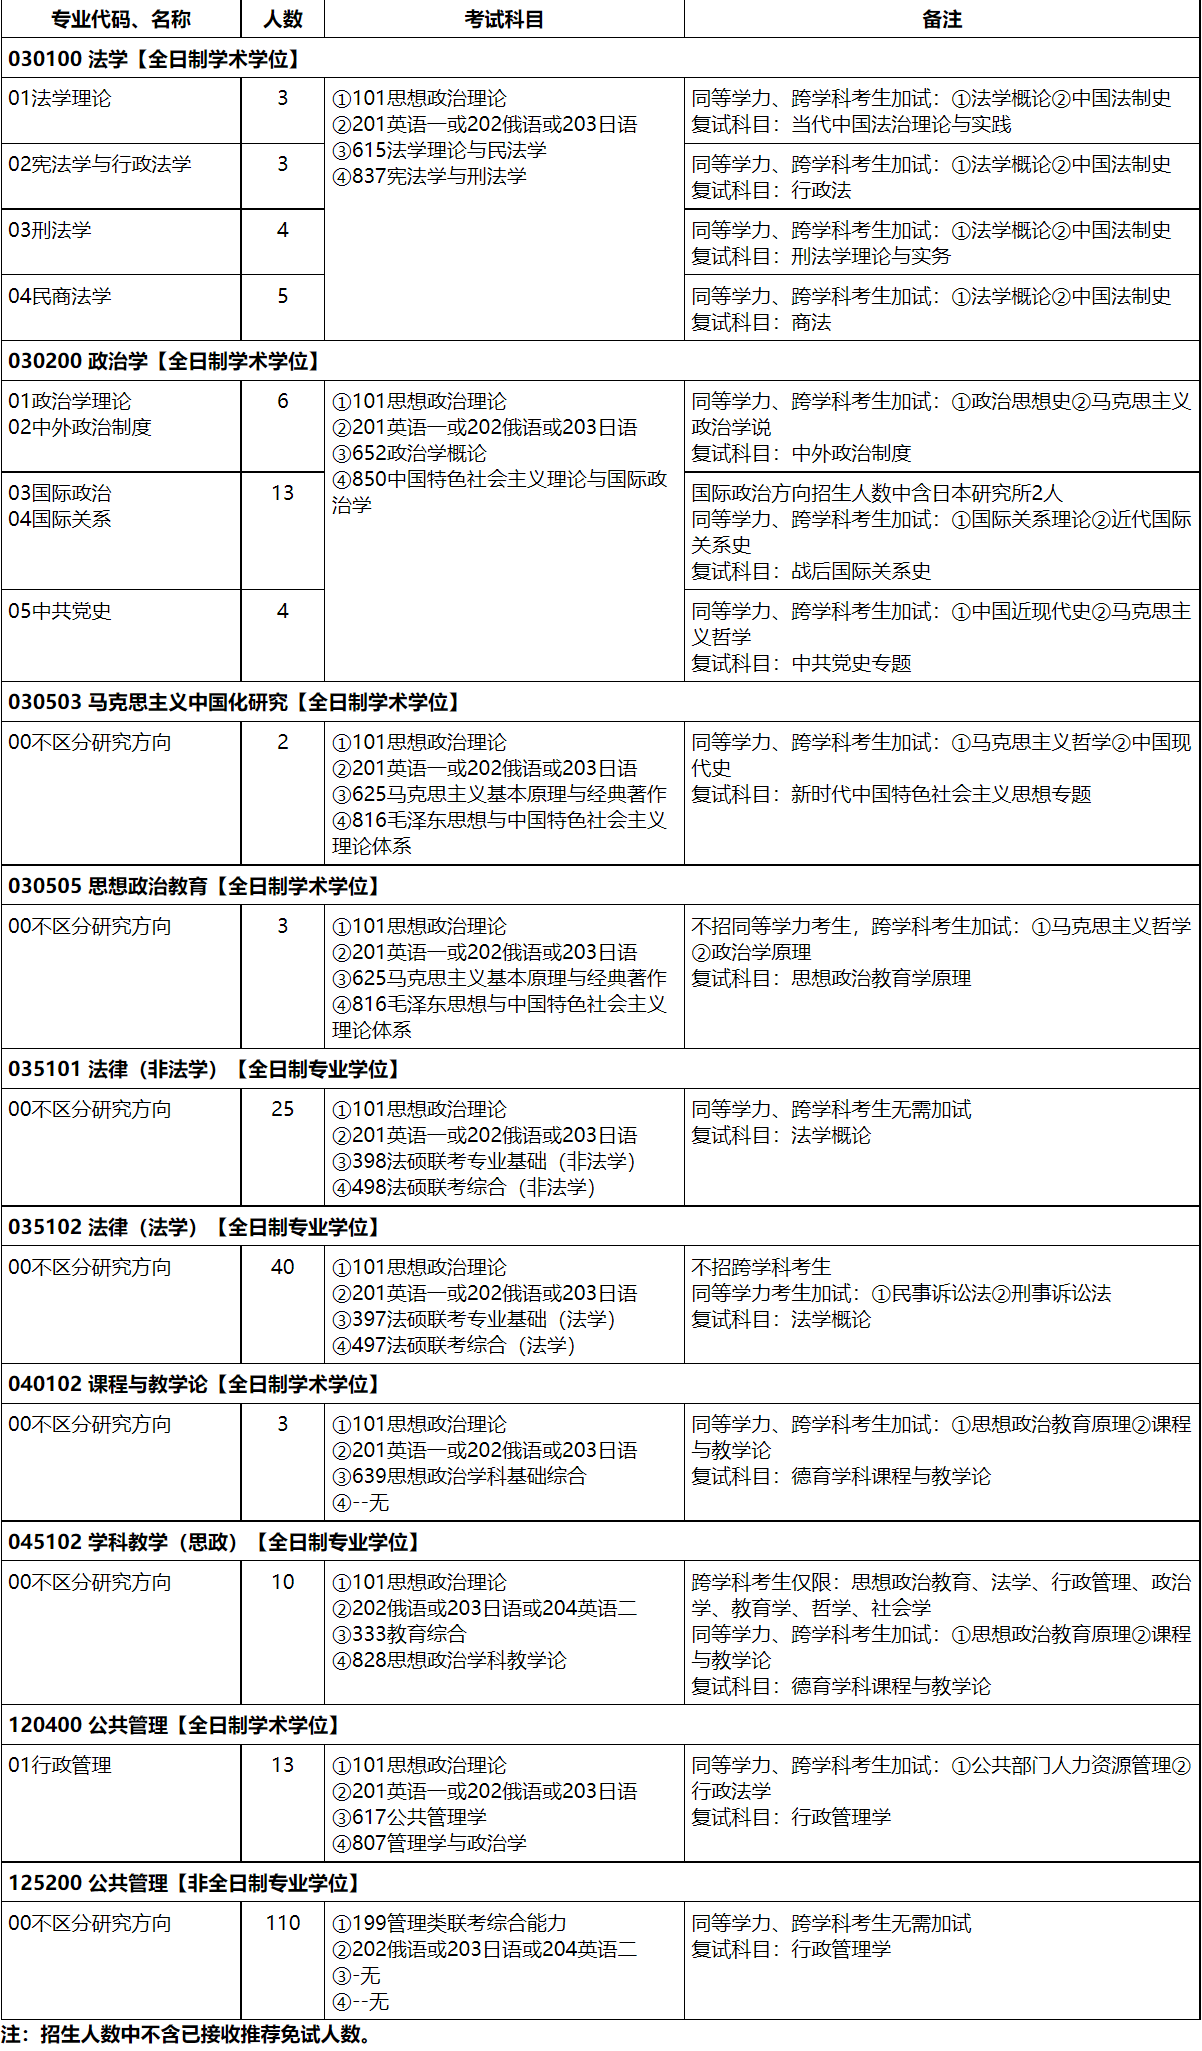 专业代码、名称 人数 考试科目 备注
030100 法学【全日制学术学位】
01法学理论 3 ①101思想政治理论
②201英语一或202俄语或203日语
③615法学理论与民法学
④837宪法学与刑法学
同等学力、跨学科考生加试：①法学概论②中国法制史
复试科目：当代中国法治理论与实践
02宪法学与行政法学 3 同等学力、跨学科考生加试：①法学概论②中国法制史
复试科目：行政法
03刑法学 4 同等学力、跨学科考生加试：①法学概论②中国法制史
复试科目：刑法学理论与实务
04民商法学 5 同等学力、跨学科考生加试：①法学概论②中国法制史
复试科目：商法
030200 政治学【全日制学术学位】
01政治学理论
02中外政治制度
6
①101思想政治理论
②201英语一或202俄语或203日语
③652政治学概论
④850中国特色社会主义理论与国际政
治学
同等学力、跨学科考生加试：①政治思想史②马克思主义
政治学说
复试科目：中外政治制度
03国际政治
04国际关系
13
国际政治方向招生人数中含日本研究所2人
同等学力、跨学科考生加试：①国际关系理论②近代国际
关系史
复试科目：战后国际关系史
05中共党史 4 同等学力、跨学科考生加试：①中国近现代史②马克思主
义哲学
复试科目：中共党史专题
030503 马克思主义中国化研究【全日制学术学位】
00不区分研究方向 2 ①101思想政治理论
②201英语一或202俄语或203日语
③625马克思主义基本原理与经典著作
④816毛泽东思想与中国特色社会主义
理论体系
同等学力、跨学科考生加试：①马克思主义哲学②中国现
代史
复试科目：新时代中国特色社会主义思想专题
030505 思想政治教育【全日制学术学位】
00不区分研究方向 3 ①101思想政治理论
②201英语一或202俄语或203日语
③625马克思主义基本原理与经典著作
④816毛泽东思想与中国特色社会主义
理论体系
不招同等学力考生，跨学科考生加试：①马克思主义哲学
②政治学原理
复试科目：思想政治教育学原理
035101 法律（非法学）【全日制专业学位】
00不区分研究方向 25 ①101思想政治理论
②201英语一或202俄语或203日语
③398法硕联考专业基础（非法学）
④498法硕联考综合（非法学）
同等学力、跨学科考生无需加试
复试科目：法学概论
035102 法律（法学）【全日制专业学位】
00不区分研究方向 40 ①101思想政治理论
②201英语一或202俄语或203日语
③397法硕联考专业基础（法学）
④497法硕联考综合（法学）
不招跨学科考生
同等学力考生加试：①民事诉讼法②刑事诉讼法
复试科目：法学概论
040102 课程与教学论【全日制学术学位】
00不区分研究方向 3 ①101思想政治理论
②201英语一或202俄语或203日语
③639思想政治学科基础综合
④--无
同等学力、跨学科考生加试：①思想政治教育原理②课程
与教学论
复试科目：德育学科课程与教学论
045102 学科教学（思政）【全日制专业学位】
00不区分研究方向 10 ①101思想政治理论
②202俄语或203日语或204英语二
③333教育综合
④828思想政治学科教学论
跨学科考生仅限：思想政治教育、法学、行政管理、政治
学、教育学、哲学、社会学
同等学力、跨学科考生加试：①思想政治教育原理②课程
与教学论
复试科目：德育学科课程与教学论
120400 公共管理【全日制学术学位】
01行政管理 13 ①101思想政治理论
②201英语一或202俄语或203日语
③617公共管理学
④807管理学与政治学
同等学力、跨学科考生加试：①公共部门人力资源管理②
行政法学
复试科目：行政管理学
125200 公共管理【非全日制专业学位】
00不区分研究方向 110 ①199管理类联考综合能力
②202俄语或203日语或204英语二
③-无
④--无
同等学力、跨学科考生无需加试
复试科目：行政管理学
注：招生人数中不含已接收推荐免试人数。